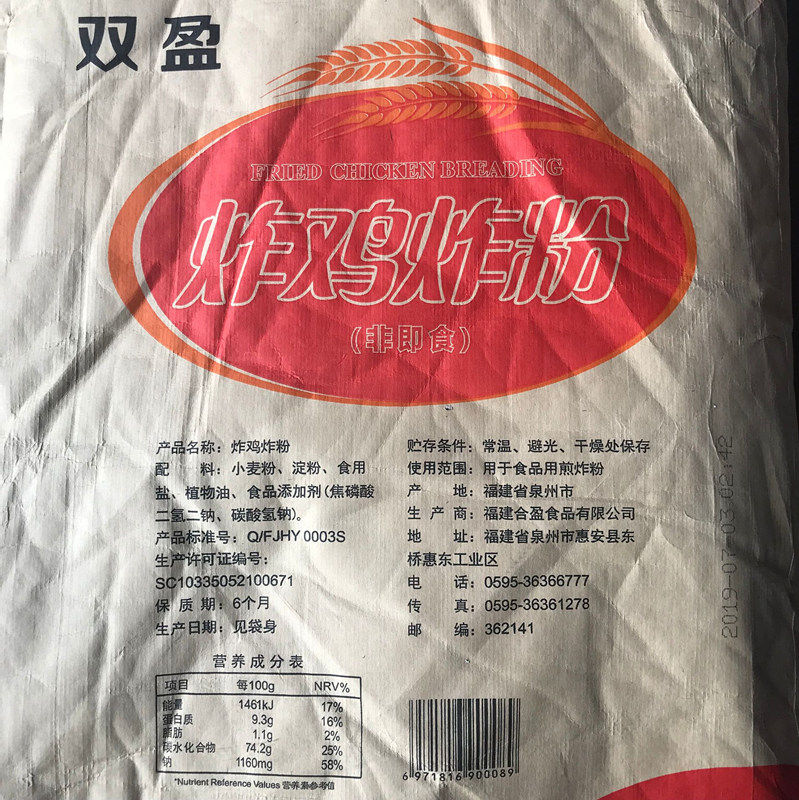 双盈
FRIED CHICKEN BREADING
炸鸡炸粉
(非即食)
产品名称：炸鸡炸粉
配 料：小麦粉、淀粉、食用
盐、植物油、食品添加剂(焦磷酸
二氢二钠、碳酸氢钠)。
产品标准号：Q/FJHY 0003S
生产许可证编号：
SC10335052100671
保 质 期：6个月
生产日期：见袋身
贮存条件：常温、避光、干燥处保存
使用范围：用于食品用煎炸粉
产 地：福建省泉州市
生 产 商：福建合盈食品有限公司
地 址：福建省泉州市惠安县东
桥惠东工业区
电 话：0595-36366777
传 真：0595-36361278
邮 编：362141
2019-07-03 02:42
营养成分表
项目 每100g NRV%
能量 1461kJ 17%
蛋白质 9.3g 16%
脂肪 1.1g 2%
碳水化合物 74.2g 25%
钠 1160mg 58%
*Nutrient Reference Values 营养素参考值
6 971816 900089